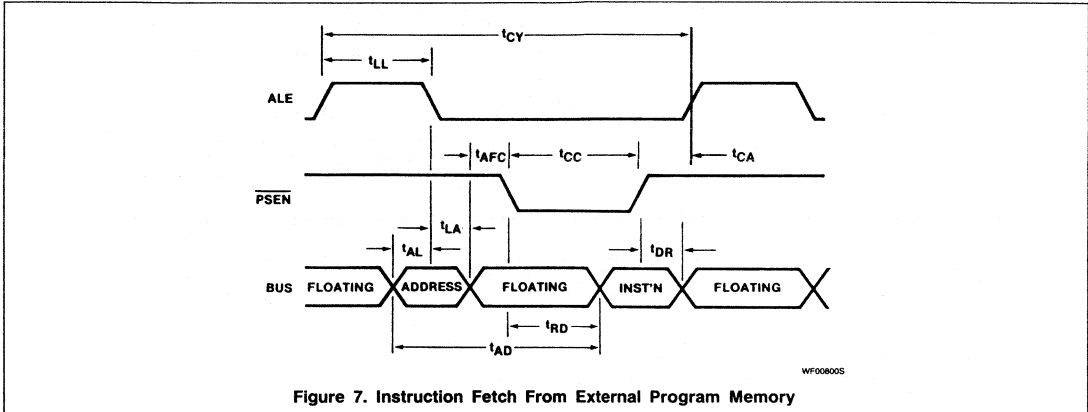 tCY
tLL
ALE
tAFC tCC tCA
PSEN
tLA
tAL tDR
BUS FLOATING ADDRESS FLOATING INST'N FLOATING
tRD
tAD
WF00800S
Figure 7. Instruction Fetch From External Program Memory